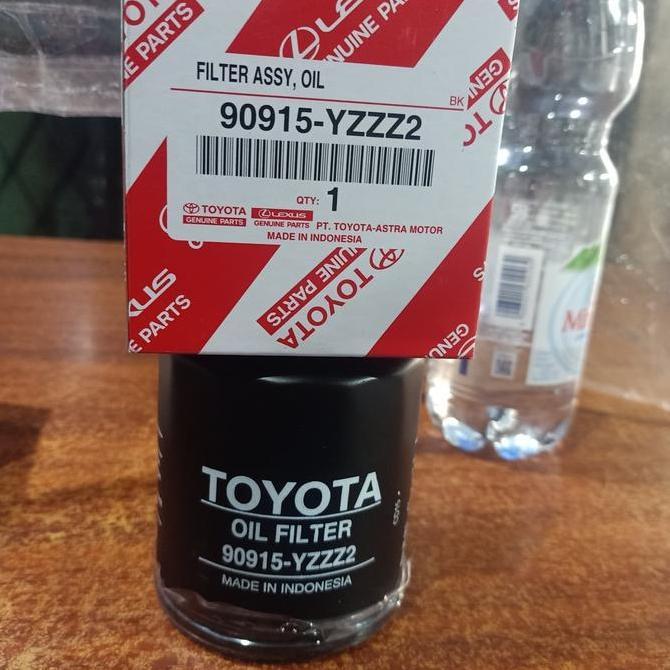 GENUINE PARTS
LEXUS
FILTER ASSY, OIL
BK
90915-YZZZ2
QTY: 1
TOYOTA
GENUINE PARTS
LEXUS
GENUINE PARTS
PT. TOYOTA-ASTRA MOTOR
MADE IN INDONESIA
TOYOTA
GENUINE PARTS
TOYOTA
OIL FILTER
90915-YZZZ2
MADE IN INDONESIA